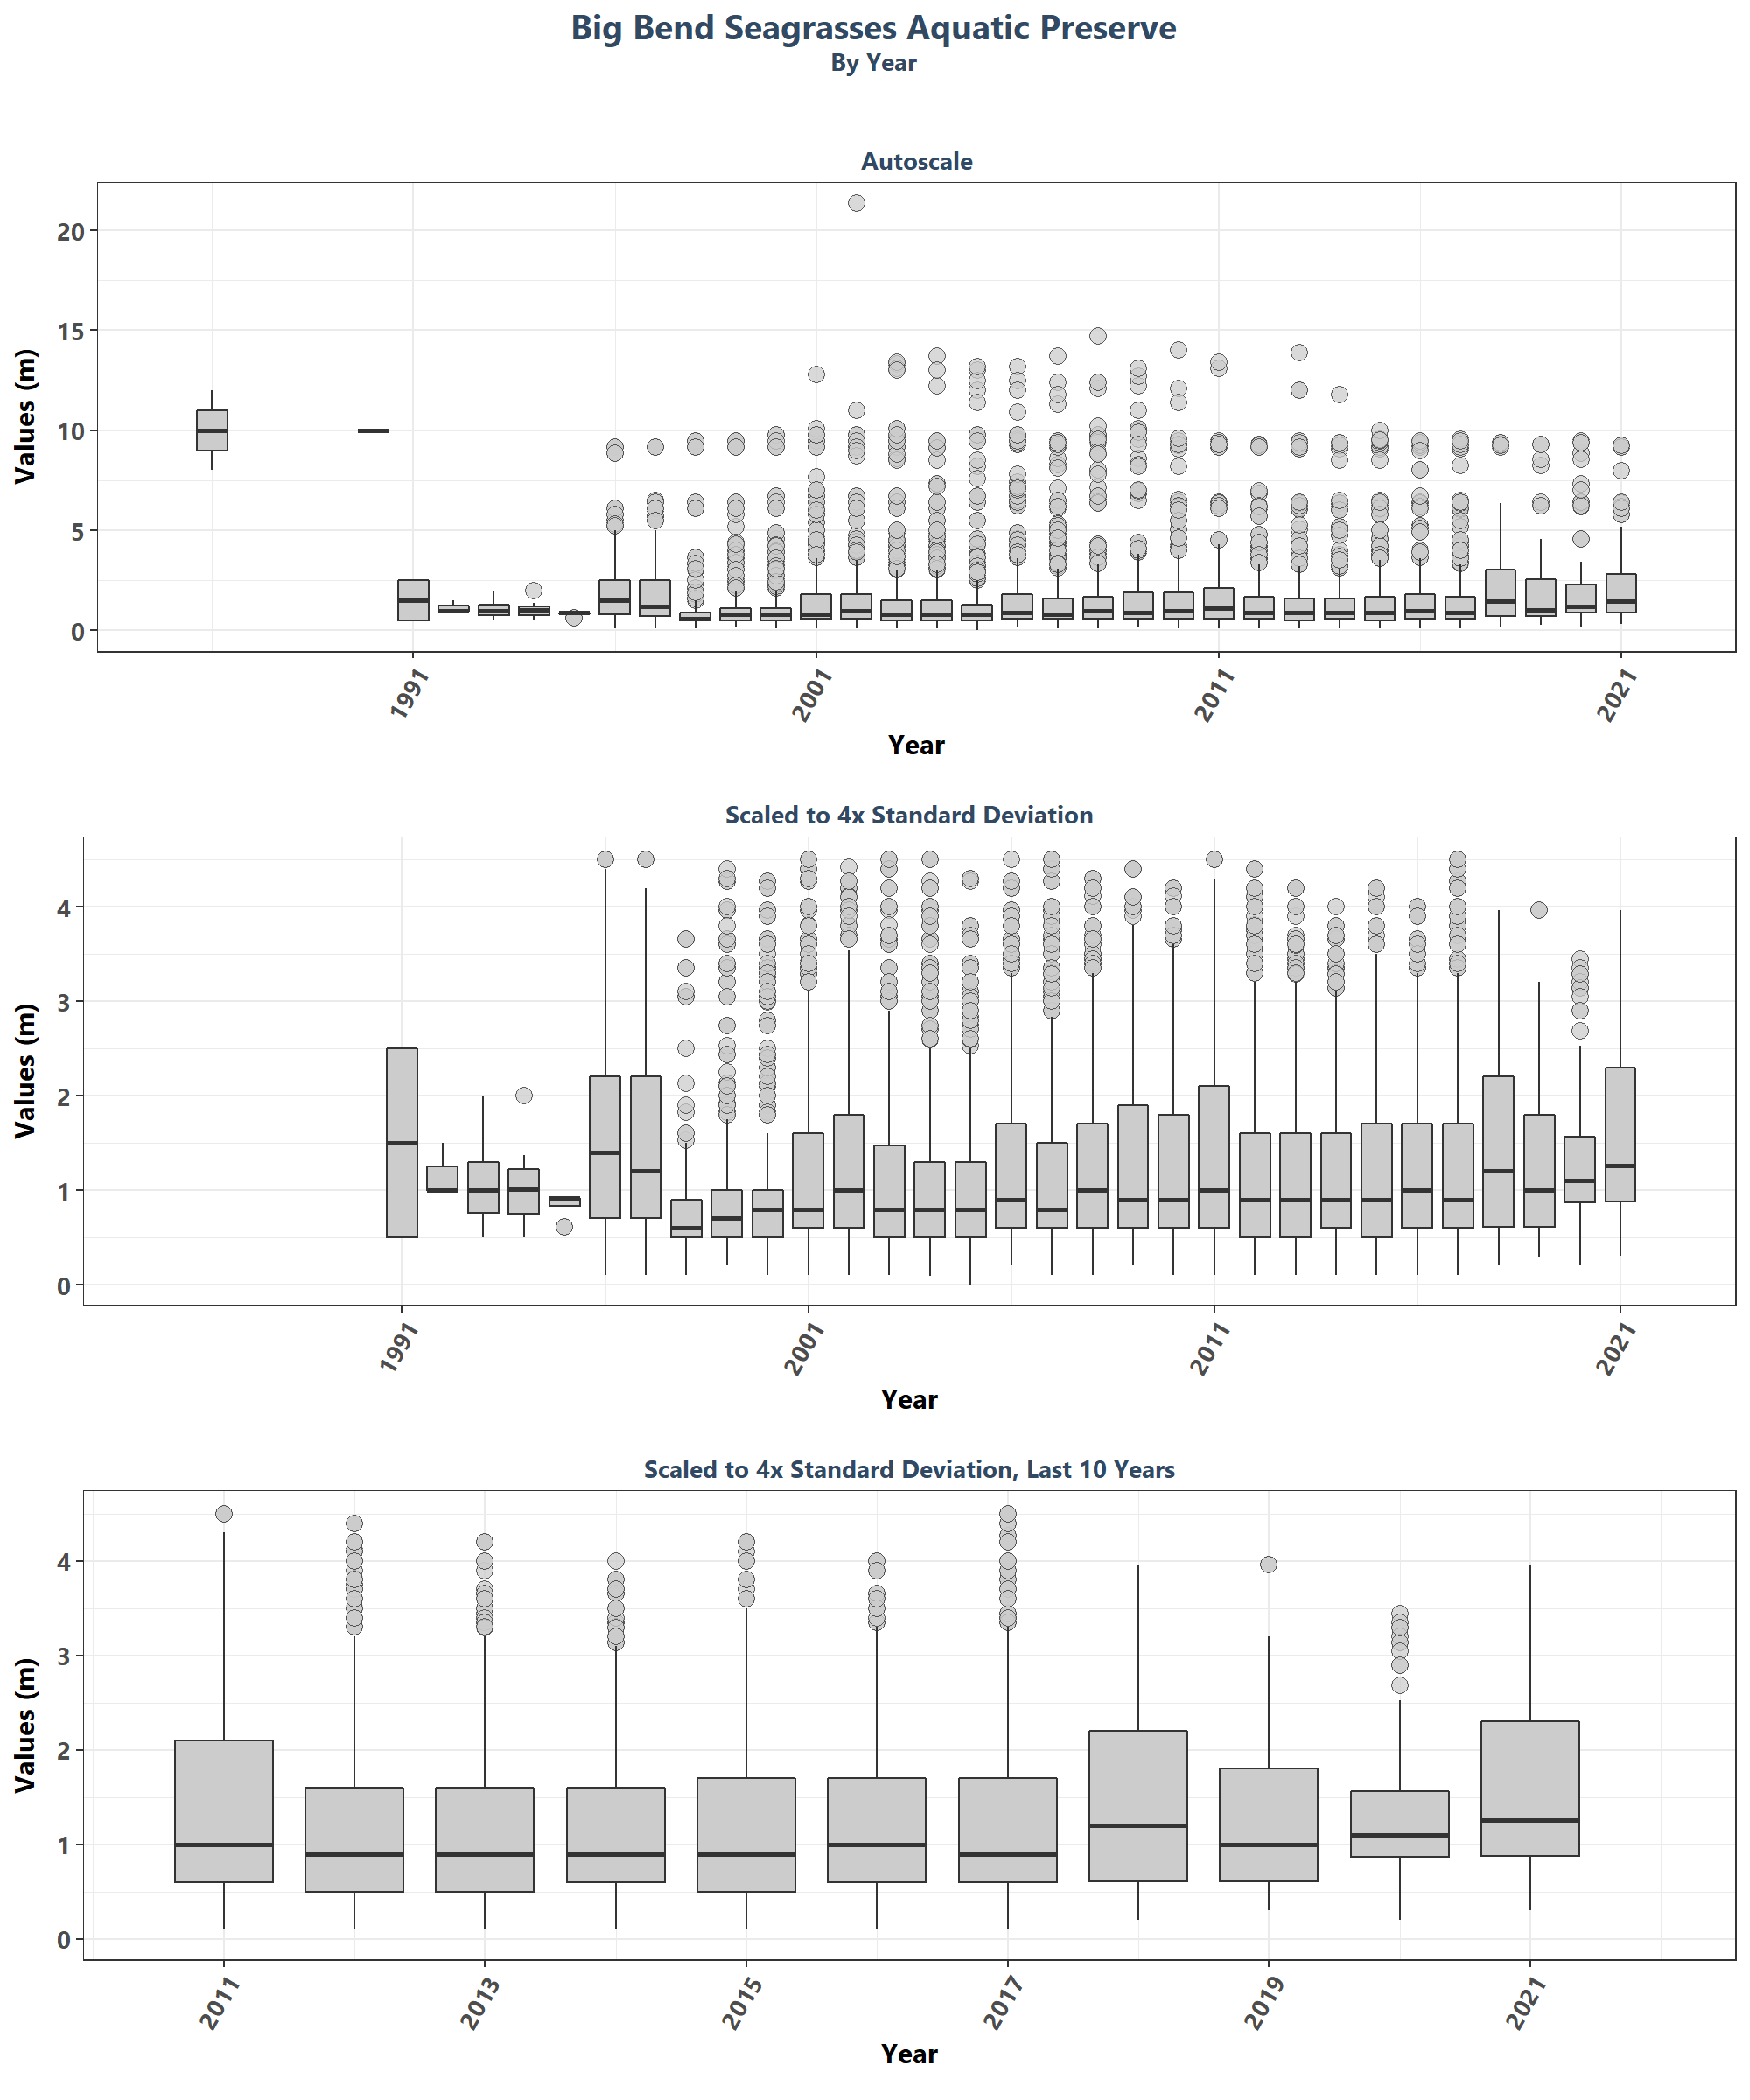 Big Bend Seagrasses Aquatic Preserve
By Year
Autoscale
Values (m)
20
15
10
5
0
1991
2001
2011
2021
Year
Scaled to 4x Standard Deviation
Values (m)
4
3
2
1
0
1991
2001
2011
2021
Year
Scaled to 4x Standard Deviation, Last 10 Years
Values (m)
4
3
2
1
0
2011
2013
2015
2017
2019
2021
Year